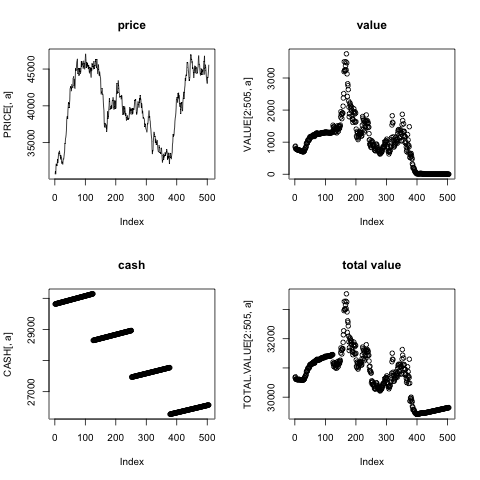 price
PRICE[, a]
45000
40000
35000
0 100 200 300 400 500
Index
value
VALUE[2:505, a]
3000
2000
1000
0
0 100 200 300 400 500
Index
cash
CASH[, a]
29000
27000
0 100 200 300 400 500
Index
total value
TOTAL.VALUE[2:505, a]
32000
30000
0 100 200 300 400 500
Index